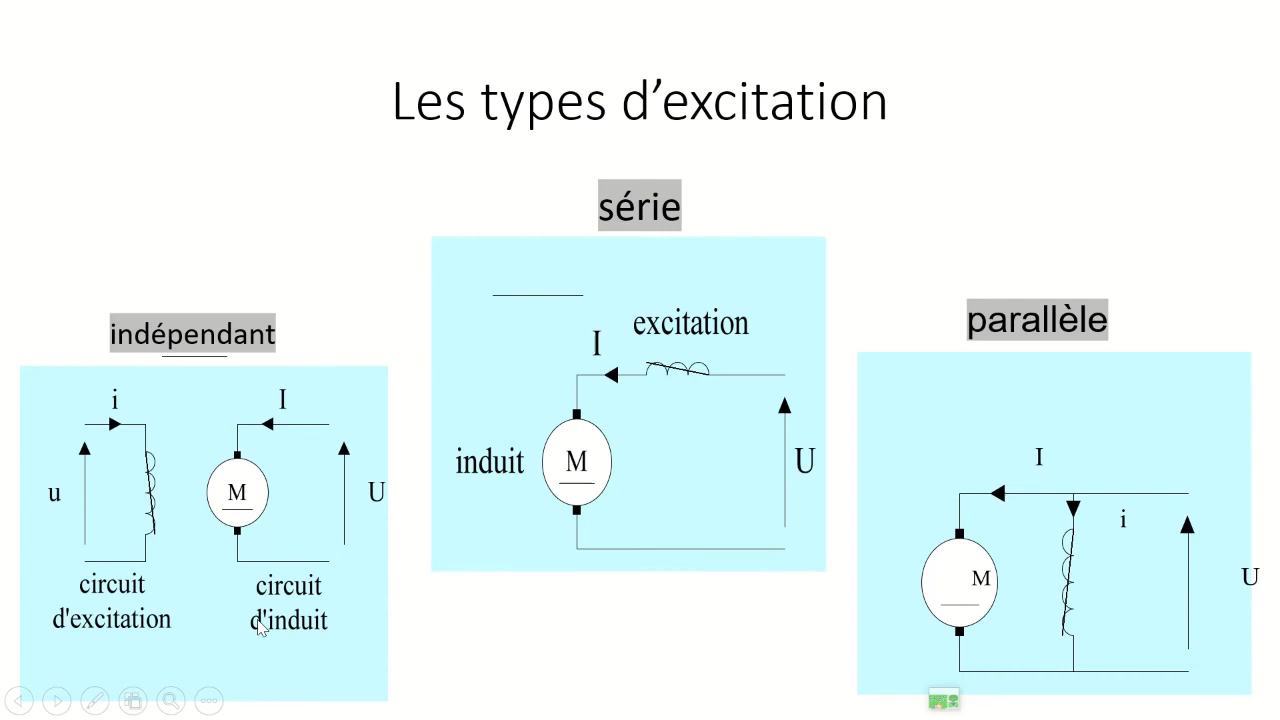 Les types d’excitation
série
indépendant
parallèle
i
I
u
M
U
circuit
d'excitation
circuit
d'induit
excitation
I
induit
M
U
I
i
M
U